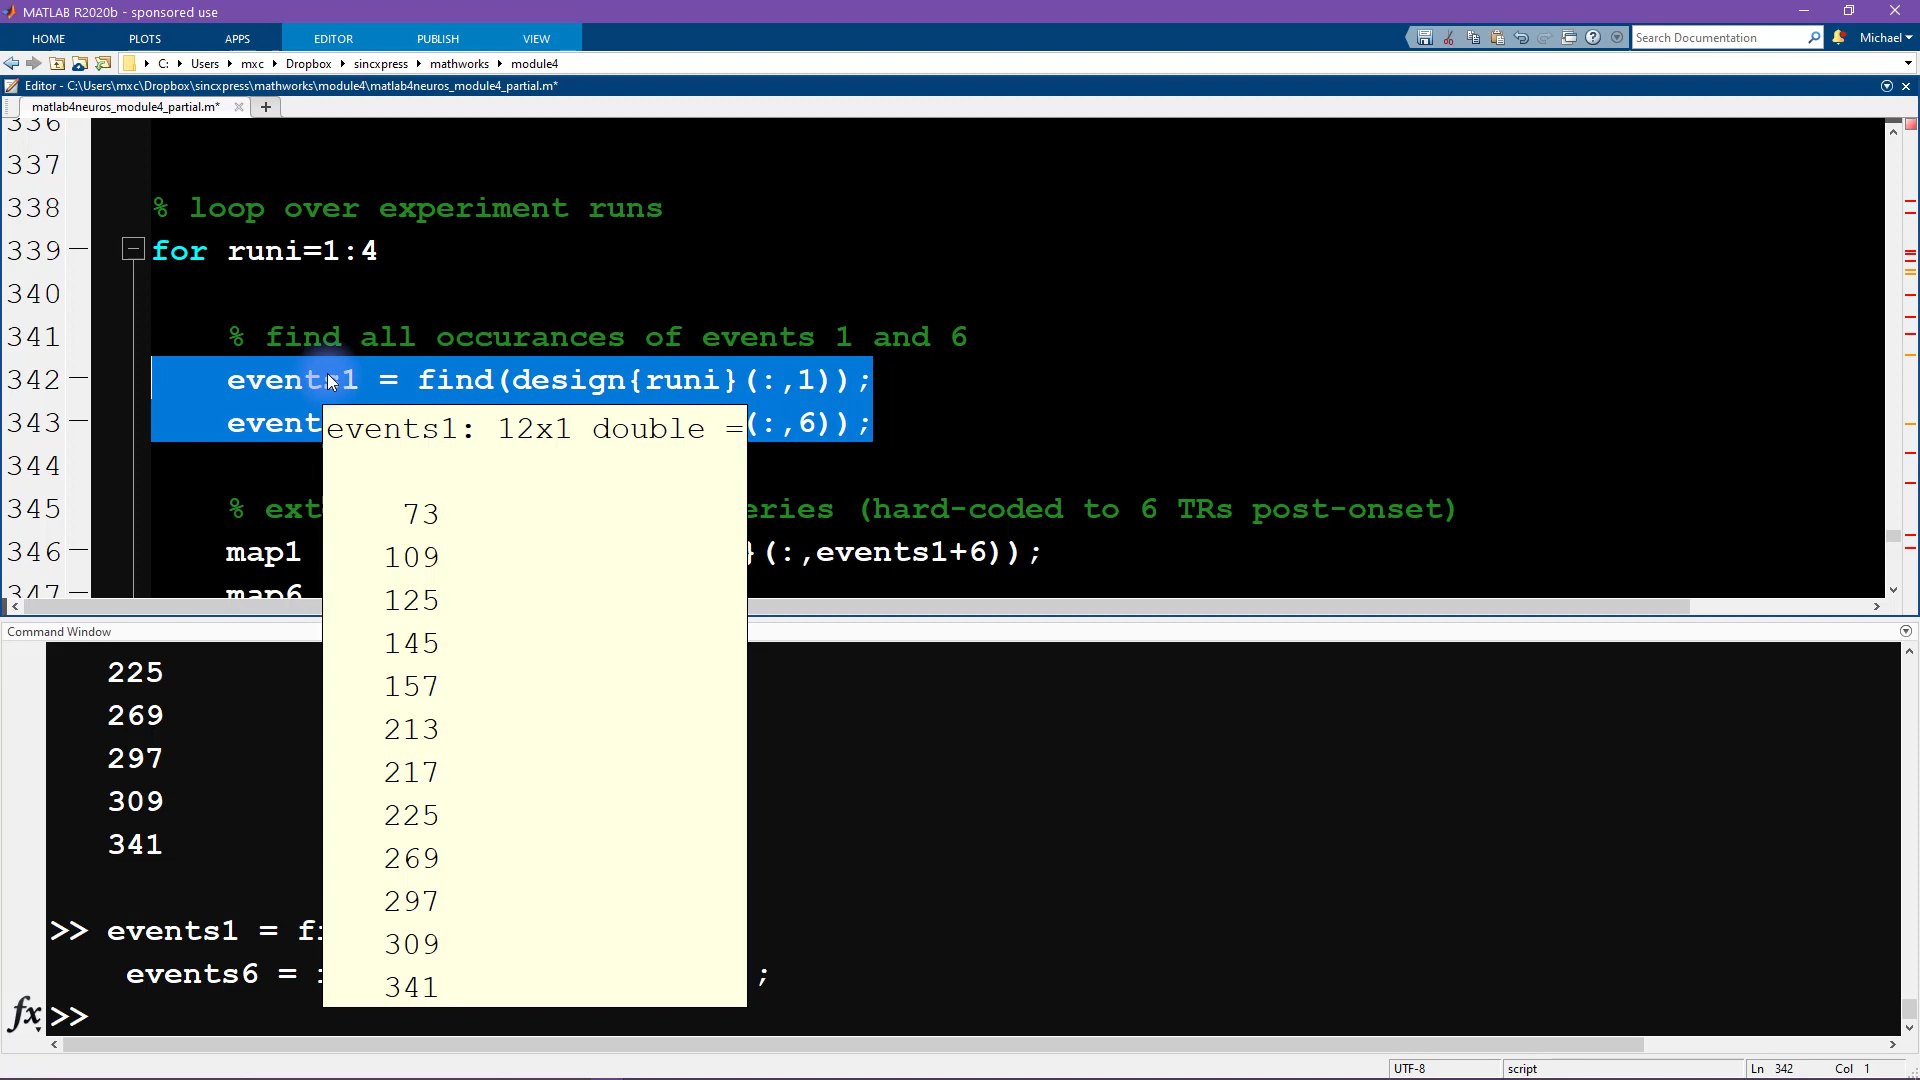 MATLAB R2020b - sponsored use
HOME PLOTS APPS EDITOR PUBLISH VIEW Search Documentation Michael
C: Users mxc Dropbox sincxpress mathworks module4
Editor - C:\Users\mxc\Dropbox\sincxpress\mathworks\module4\matlab4neuros_module4_partial.m*
matlab4neuros_module4_partial.m*
336
337
338 % loop over experiment runs
339 for runi=1:4
340
341 % find all occurances of events 1 and 6
342 events1 = find(design{runi}(:,1));
343 event (:,6));
events1: 12x1 double =
344
345 % ext eries (hard-coded to 6 TRs post-onset)
346 map1 }(:,events1+6));
347 map6
73
109
125
145
157
213
217
225
269
297
309
341
Command Window
225
269
297
309
341
>> events1 = f
events6 = ;
fx >>
UTF-8 script Ln 342 Col 1